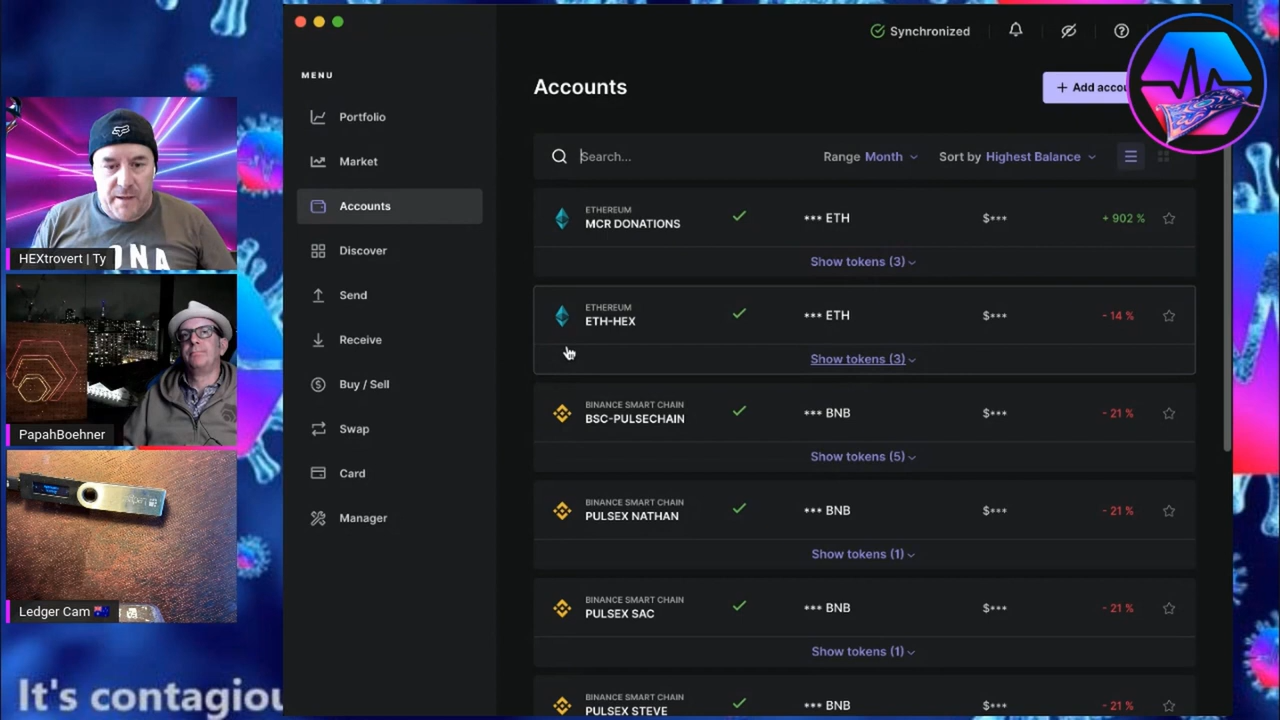 Synchronized
MENU
Accounts
+ Add accou
Portfolio
Market
Accounts
Discover
Send
Receive
Buy / Sell
Swap
Card
Manager
Search...
Range Month
Sort by Highest Balance
ETHEREUM
MCR DONATIONS
*** ETH
$***
+ 902 %
Show tokens (3)
ETHEREUM
ETH-HEX
*** ETH
$***
- 14 %
Show tokens (3)
BINANCE SMART CHAIN
BSC-PULSECHAIN
*** BNB
$***
- 21 %
Show tokens (5)
BINANCE SMART CHAIN
PULSEX NATHAN
*** BNB
$***
- 21 %
Show tokens (1)
BINANCE SMART CHAIN
PULSEX SAC
*** BNB
$***
- 21 %
Show tokens (1)
BINANCE SMART CHAIN
PULSEX STEVE
*** BNB
$***
- 21 %
HEXtrovert | Ty
PapahBoehner
Ledger Cam
It's contagiou